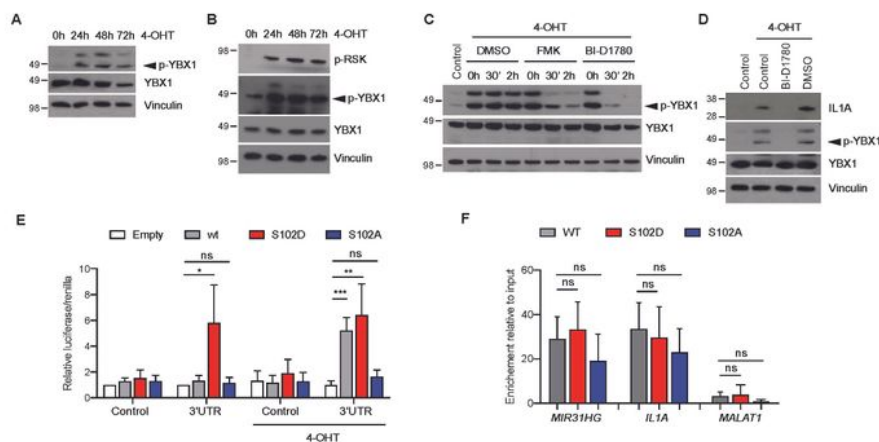 A
0h 24h 48h 72h 4-OHT
49
p-YBX1
YBX1
98
Vinculin
B
0h 24h 48h 72h 4-OHT
98
p-RSK
49
p-YBX1
49
YBX1
98
Vinculin
C
4-OHT
Control
DMSO FMK BI-D1780
0h 30' 2h 0h 30' 2h 0h 30' 2h
49
p-YBX1
49
YBX1
98
Vinculin
D
4-OHT
Control
Control
BI-D1780
DMSO
38
28
IL1A
49
p-YBX1
49
YBX1
98
Vinculin
E
Empty wt S102D S102A
Relative luciferase/renilla
10
8
6
4
2
0
ns
*
ns
**
***
Control 3'UTR Control 3'UTR
4-OHT
F
WT S102D S102A
Enrichement relative to input
60
40
20
0
ns
ns
ns
ns
ns
ns
MIR31HG IL1A MALAT1